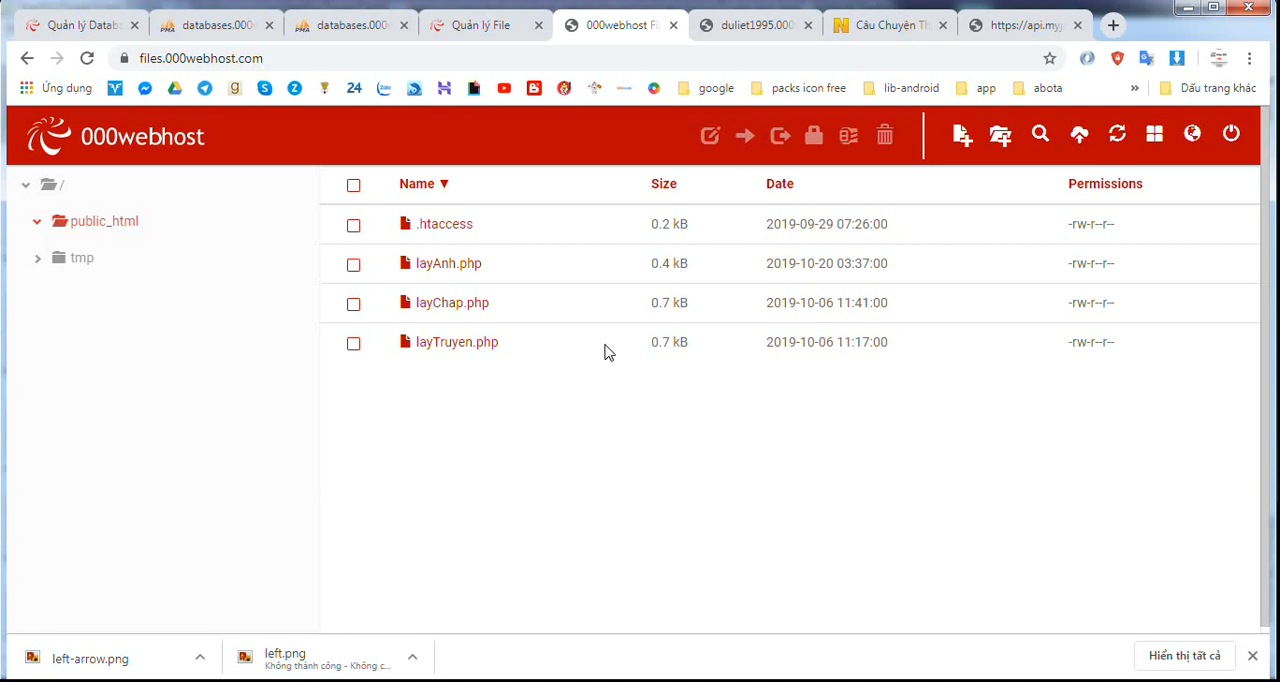 Quản lý Datab
databases.000
databases.000
Quản lý File
000webhost Fi
duliet1995.000
Câu Chuyện Th
https://api.myj
files.000webhost.com
Ứng dụng
24
google
packs icon free
lib-android
app
abota
»
Dấu trang khác
000webhost
/
public_html
tmp
Name ▼ Size Date Permissions
.htaccess 0.2 kB 2019-09-29 07:26:00 -rw-r--r--
layAnh.php 0.4 kB 2019-10-20 03:37:00 -rw-r--r--
layChap.php 0.7 kB 2019-10-06 11:41:00 -rw-r--r--
layTruyen.php 0.7 kB 2019-10-06 11:17:00 -rw-r--r--
left-arrow.png
left.png
Không thành công - Không c...
Hiển thị tất cả